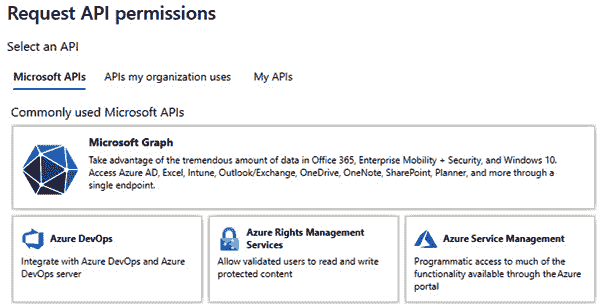 Request API permissions
Select an API
Microsoft APIs APIs my organization uses My APIs
Commonly used Microsoft APIs
Microsoft Graph
Take advantage of the tremendous amount of data in Office 365, Enterprise Mobility + Security, and Windows 10.
Access Azure AD, Excel, Intune, Outlook/Exchange, OneDrive, OneNote, SharePoint, Planner, and more through a
single endpoint.
Azure DevOps
Integrate with Azure DevOps and Azure
DevOps server
Azure Rights Management
Services
Allow validated users to read and write
protected content
Azure Service Management
Programmatic access to much of the
functionality available through the Azure
portal